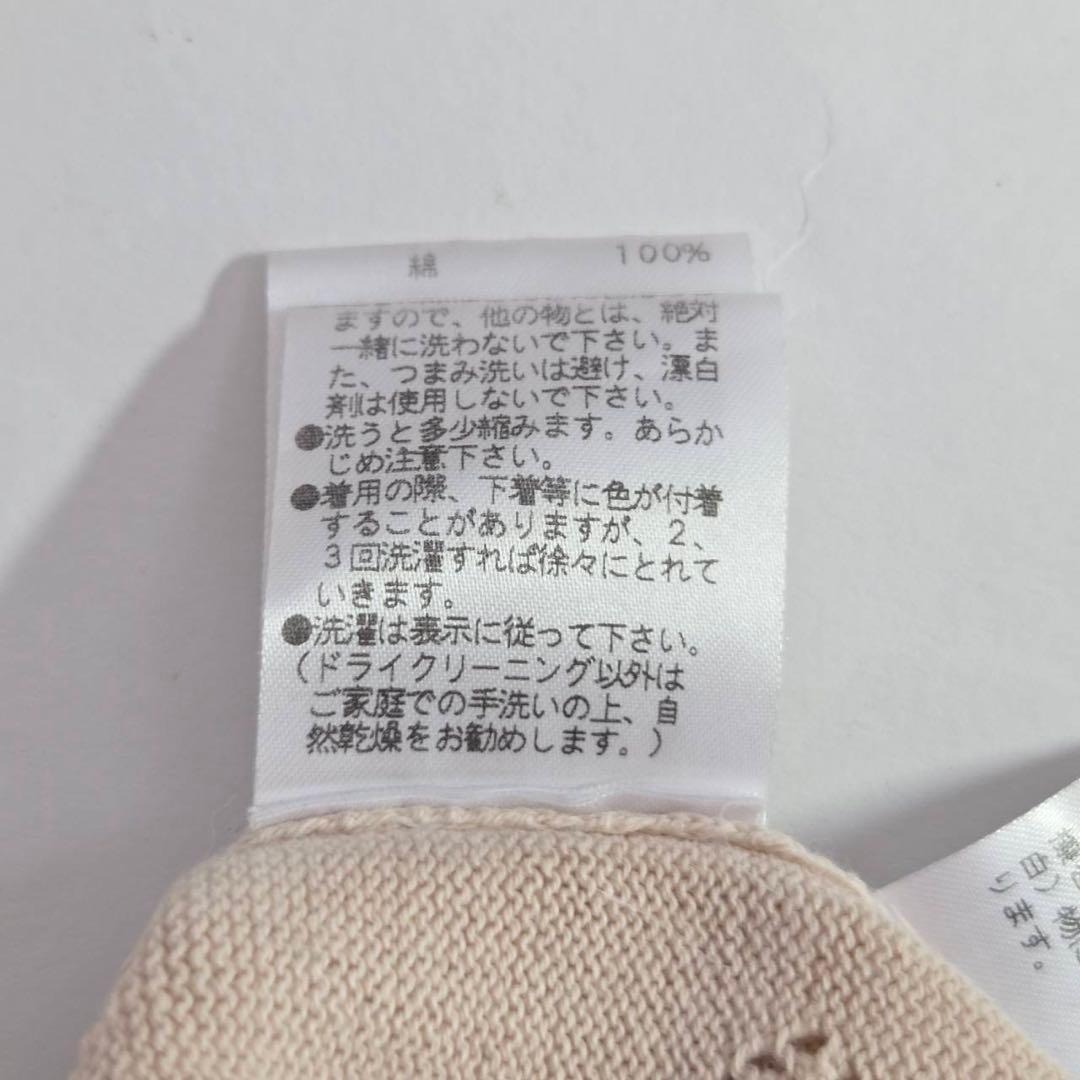 綿 100%
ますので、他の物とは、絶対
一緒に洗わないで下さい。ま
た、つまみ洗いは避け、漂白
剤は使用しないで下さい。
●洗うと多少縮みます。あらか
じめ注意下さい。
●着用の際、下着等に色が付着
することがありますが、2、
3回洗濯すれば徐々にとれて
いきます。
●洗濯は表示に従って下さい。
(ドライクリーニング以外は
ご家庭での手洗いの上、自
然乾燥をお勧めします。)
白)
ります。